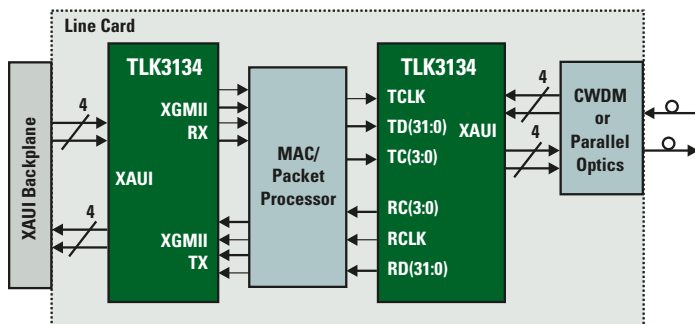 Line Card
XAUI Backplane
4
4
TLK3134
XGMII
RX
XAUI
XGMII
TX
MAC/
Packet
Processor
TLK3134
TCLK
TD(31:0)
TC(3:0)
XAUI
RC(3:0)
RCLK
RD(31:0)
4
4
CWDM
or
Parallel
Optics